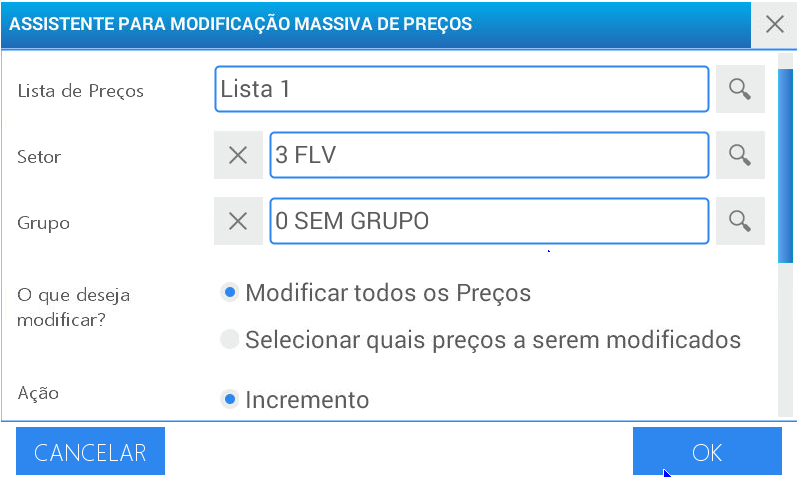 ASSISTENTE PARA MODIFICAÇÃO MASSIVA DE PREÇOS
Lista de Preços
Lista 1
Setor
3 FLV
Grupo
0 SEM GRUPO
O que deseja
modificar?
Modificar todos os Preços
Selecionar quais preços a serem modificados
Ação
Incremento
CANCELAR
OK